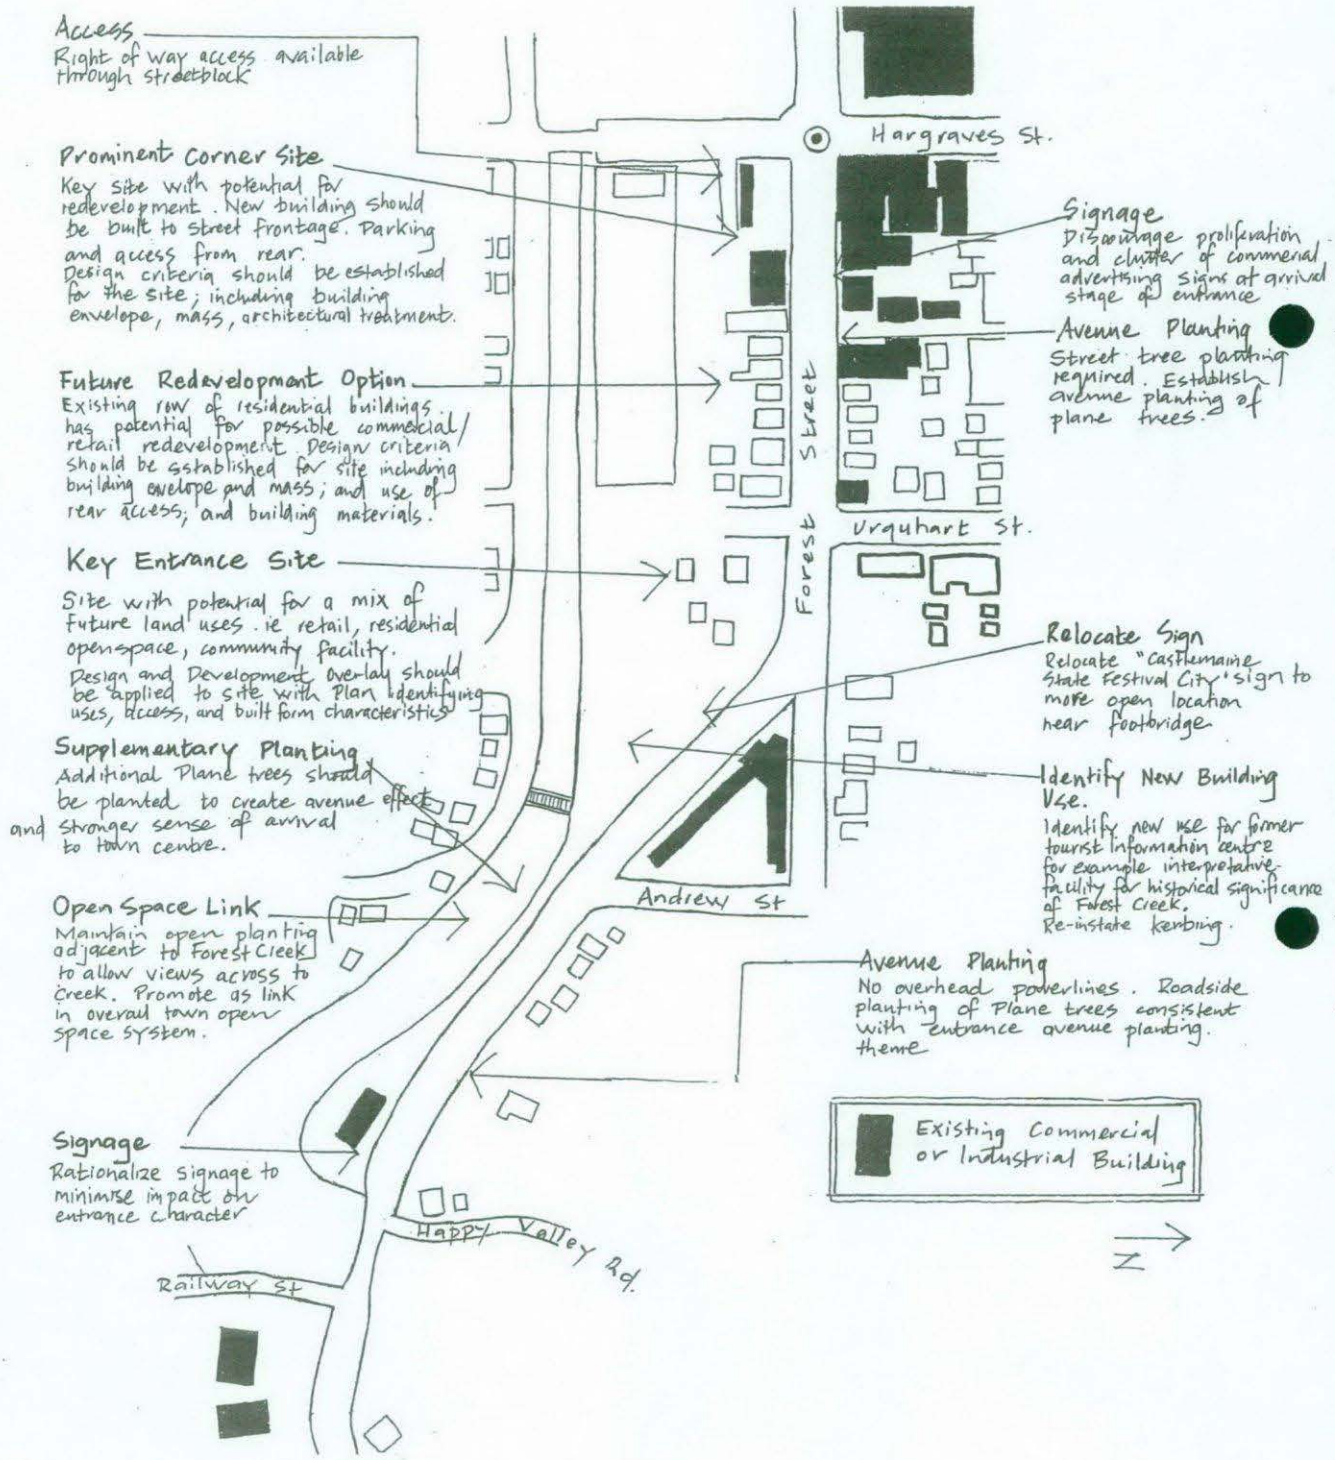 Access
Right of way access available
through streetblock
Hargraves St.
Prominent Corner Site
Key site with potential for
redevelopment. New building should
be built to street frontage. Parking
and access from rear.
Design criteria should be established
for the site; including building
envelope, mass, architectural treatment.
Signage
Discourage proliferation
and cluster of commercial
advertising signs at arrival
stage of entrance
Avenue Planting
Street tree planting
required. Establish
avenue planting of
plane trees.
Future Redevelopment Option
Existing row of residential buildings
has potential for possible commercial/
retail redevelopment. Design criteria
should be established for site including
building envelope and mass; and use of
rear access; and building materials.
Forest Street
Urquhart St.
Key Entrance Site
Site with potential for a mix of
future land uses. ie retail, residential
openspace, community facility.
Design and Development overlay should
be applied to site with Plan identifying
uses, access, and built form characteristics
Relocate Sign
Relocate "Castlemaine
State Festival City" sign to
more open location
near footbridge
Supplementary Planting
Additional Plane trees should
be planted to create avenue effect
and stronger sense of arrival
to town centre.
Identify New Building
Use.
Identify new use for former
tourist information centre
for example interpretative
facility for historical significance
of Forest Creek.
Re-instate kerbing.
Andrew St
Open Space Link
Maintain open planting
adjacent to Forest Creek
to allow views across to
Creek. Promote as link
in overall town open
space system.
Avenue Planting
No overhead powerlines. Roadside
planting of Plane trees consistent
with entrance avenue planting.
theme
Signage
Rationalize signage to
minimise impact on
entrance character
Existing Commercial
or Industrial Building
Happy Valley Rd.
Railway St
N